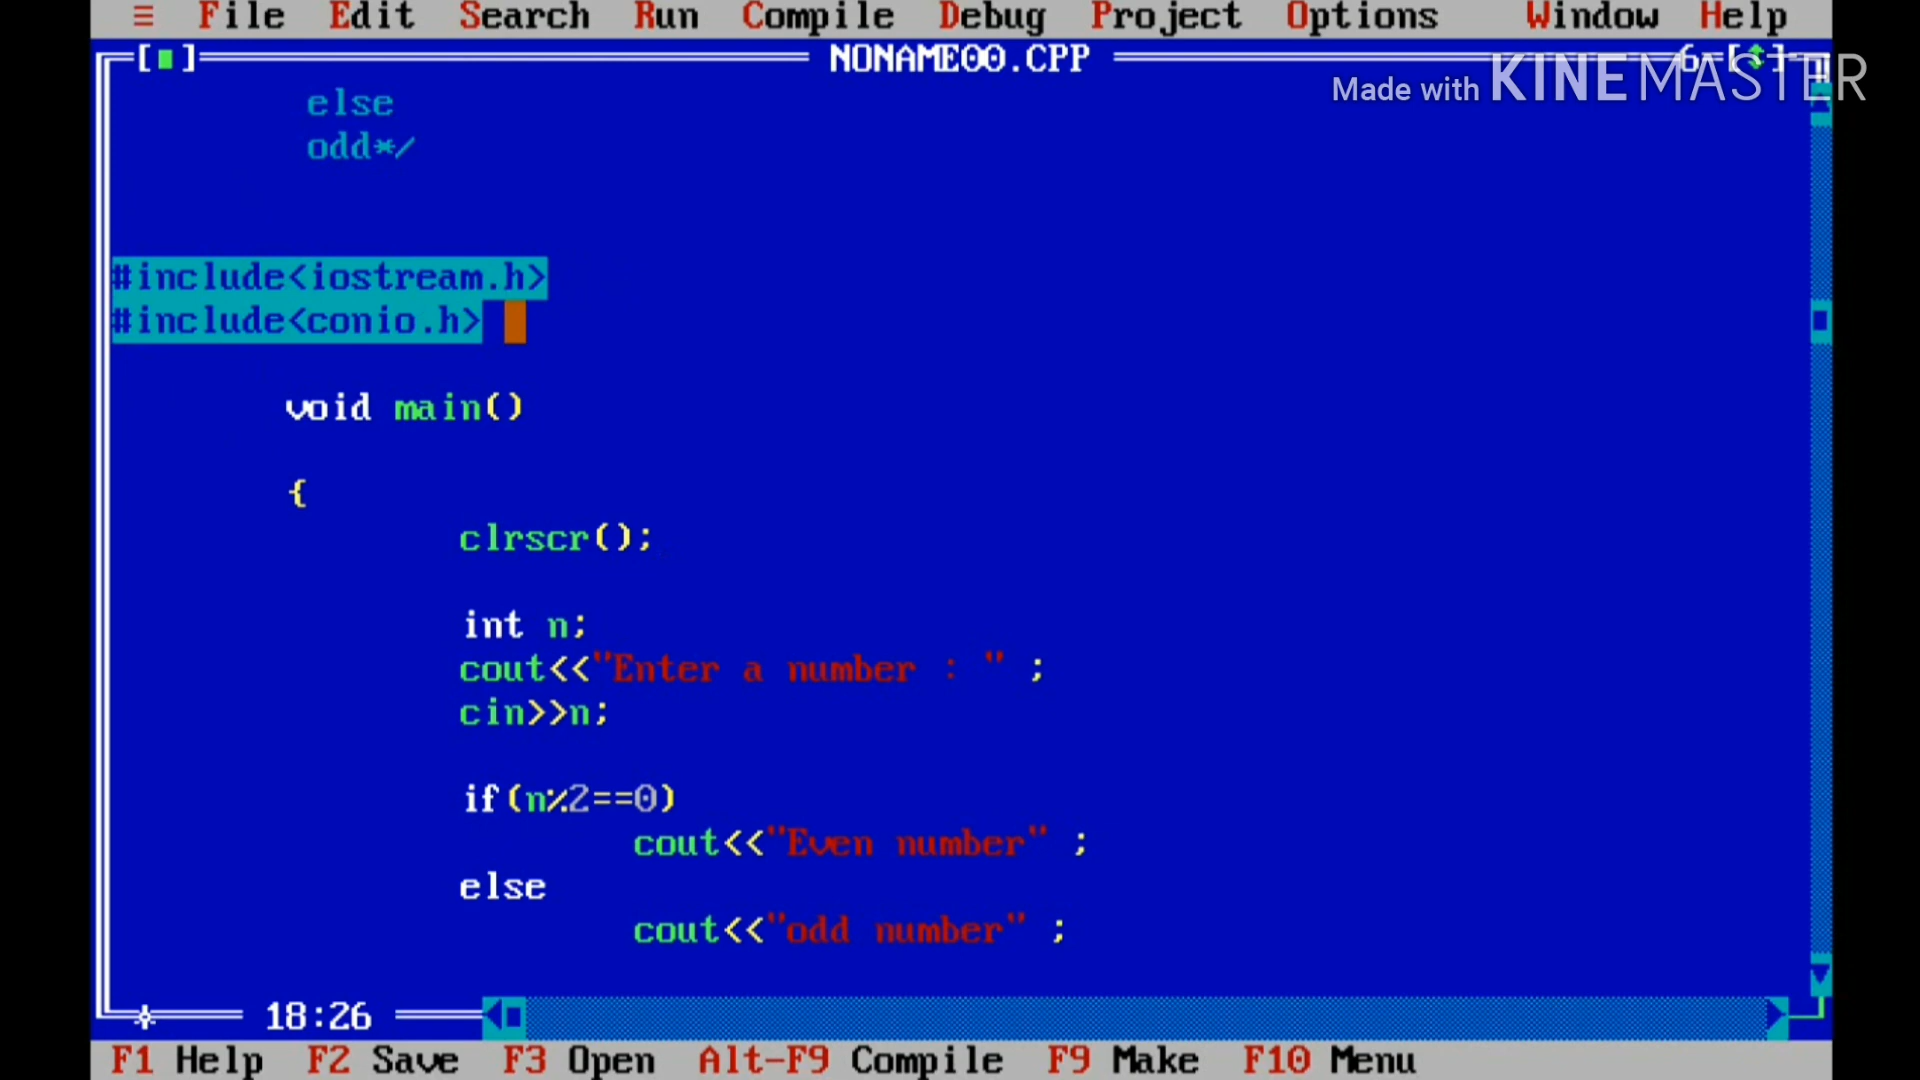 ≡ File Edit Search Run Compile Debug Project Options Window Help
[■] NONAME00.CPP 6=[↕]
Made with KINEMASTER
else
odd*/
#include<iostream.h>
#include<conio.h>
void main()
{
clrscr();
int n;
cout<<"Enter a number : " ;
cin>>n;
if(n%2==0)
cout<<"Even number" ;
else
cout<<"odd number" ;
18:26
F1 Help F2 Save F3 Open Alt-F9 Compile F9 Make F10 Menu